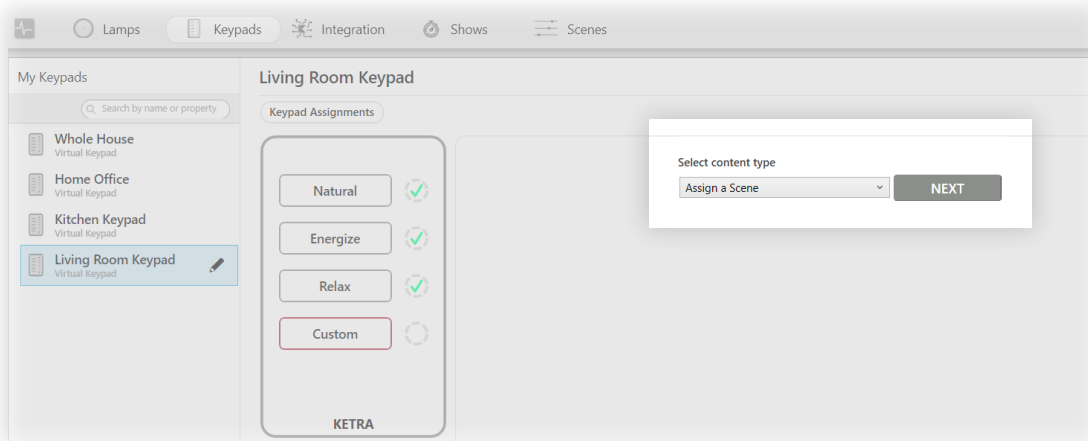 Lamps
Keypads
Integration
Shows
Scenes
My Keypads
Search by name or property
Whole House
Virtual Keypad
Home Office
Virtual Keypad
Kitchen Keypad
Virtual Keypad
Living Room Keypad
Virtual Keypad
Living Room Keypad
Keypad Assignments
Natural
Energize
Relax
Custom
KETRA
Select content type
Assign a Scene
NEXT